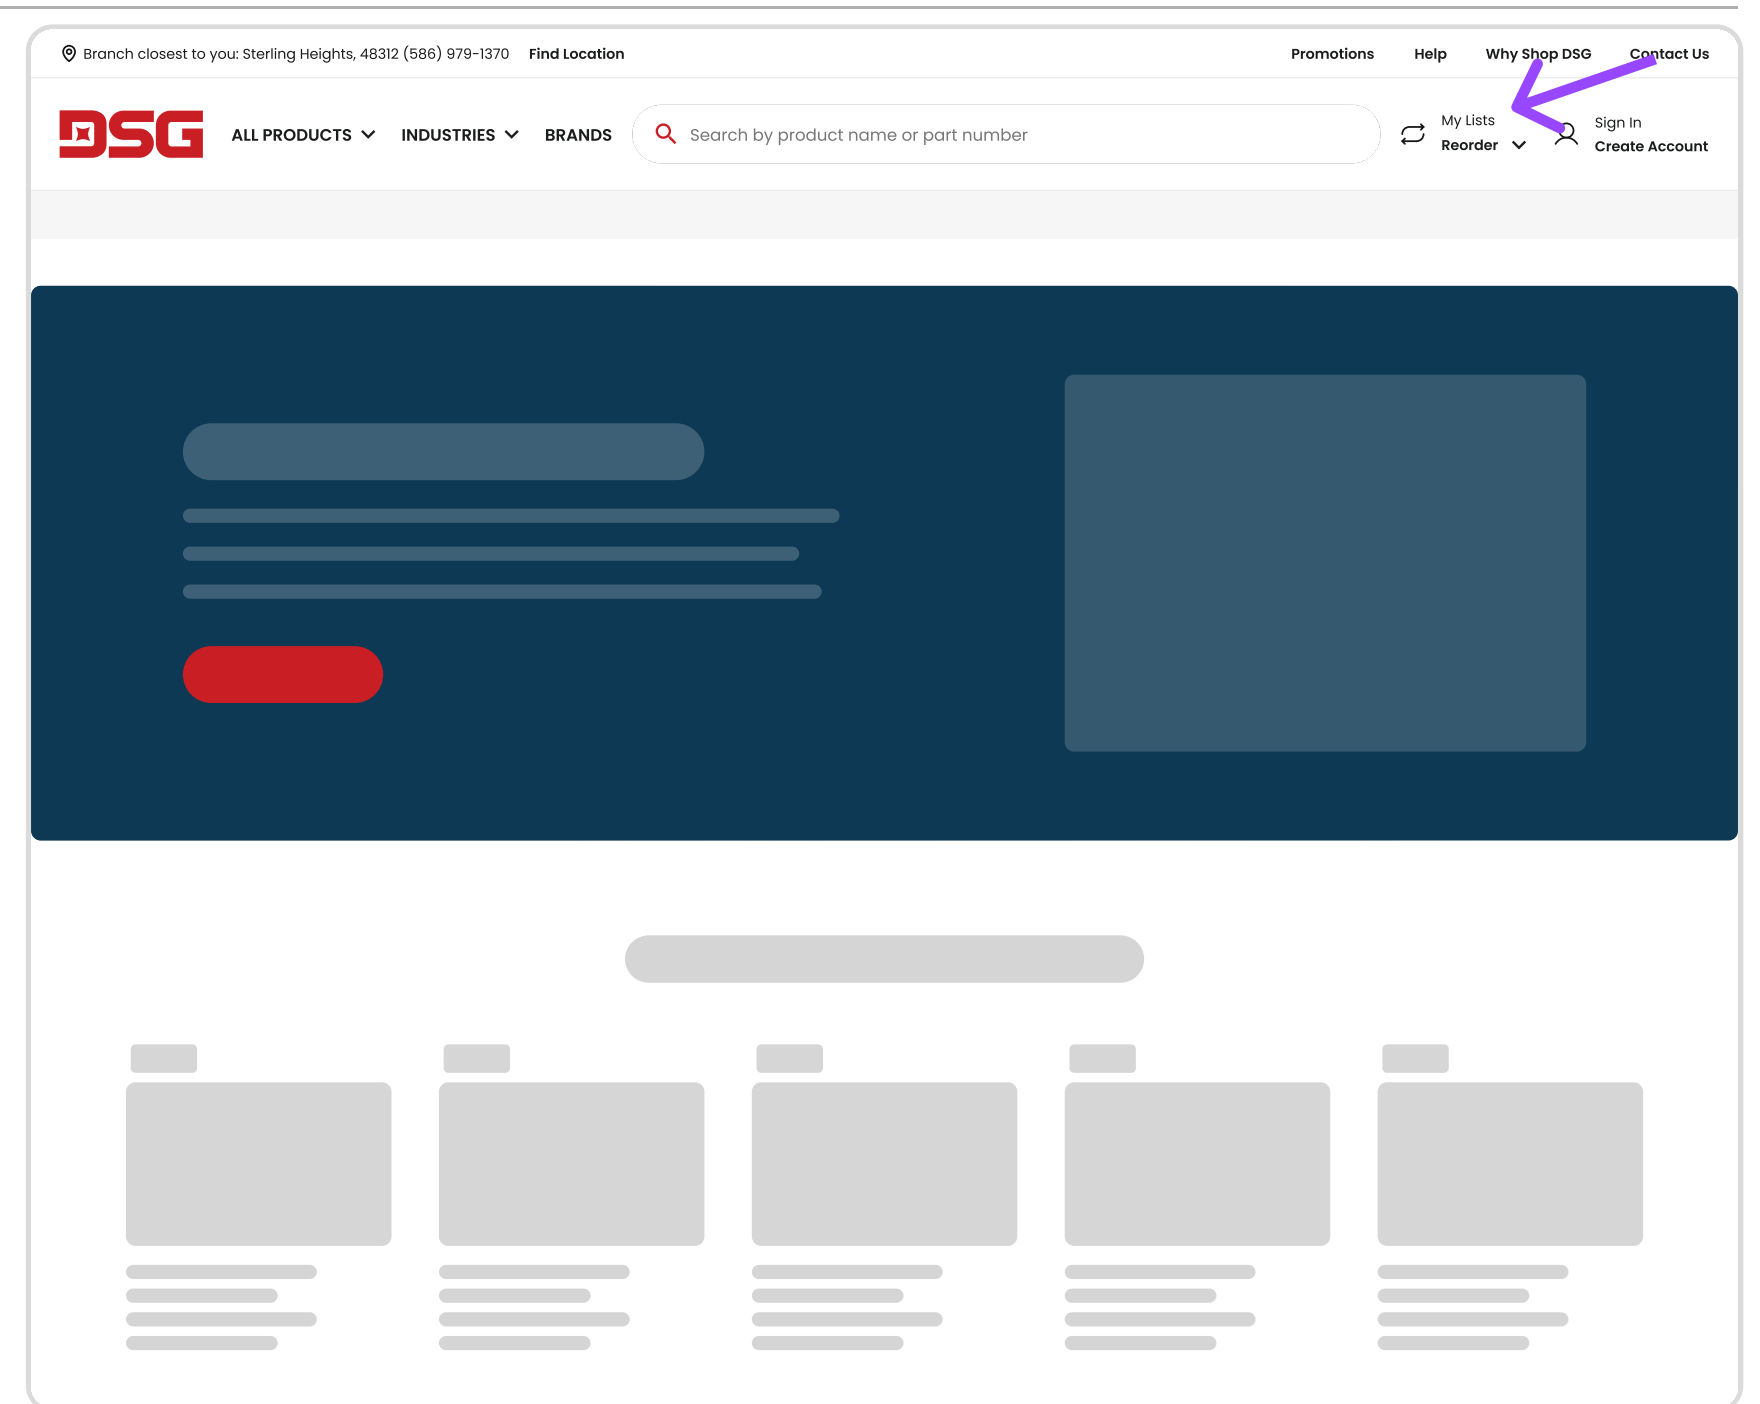 Branch closest to you: Sterling Heights, 48312 (586) 979-1370 Find Location
Promotions Help Why Shop DSG Contact Us
DSG
ALL PRODUCTS INDUSTRIES BRANDS
Search by product name or part number
My Lists
Reorder
Sign In
Create Account